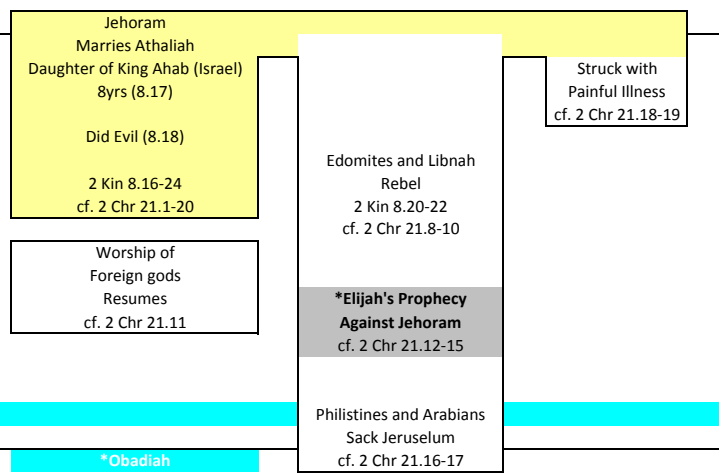 Jehoram
Marries Athaliah
Daughter of King Ahab (Israel)
8yrs (8.17)
Did Evil (8.18)
2 Kin 8.16-24
cf. 2 Chr 21.1-20
Worship of
Foreign gods
Resumes
cf. 2 Chr 21.11
*Obadiah
Edomites and Libnah
Rebel
2 Kin 8.20-22
cf. 2 Chr 21.8-10
*Elijah's Prophecy
Against Jehoram
cf. 2 Chr 21.12-15
Philistines and Arabians
Sack Jeruselum
cf. 2 Chr 21.16-17
Struck with
Painful Illness
cf. 2 Chr 21.18-19